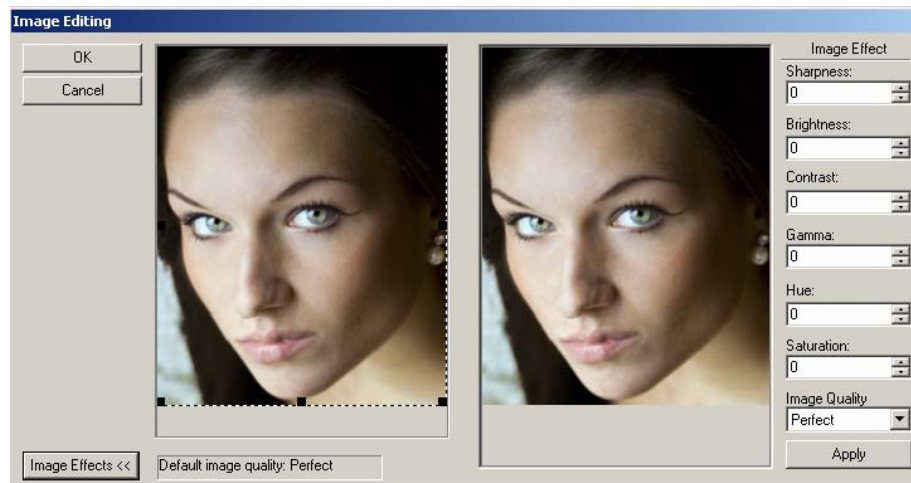 Image Editing
OK
Cancel
Image Effect
Sharpness:
0
Brightness:
0
Contrast:
0
Gamma:
0
Hue:
0
Saturation:
0
Image Quality
Perfect
Apply
Image Effects <<
Default image quality: Perfect